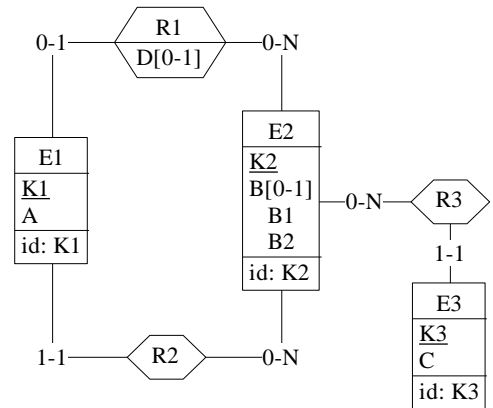 R1
0-1
0-N
D[0-1]
E1
K1
A
id: K1
E2
K2
B[0-1]
B1
B2
id: K2
0-N
R3
1-1
E3
K3
C
id: K3
1-1
R2
0-N